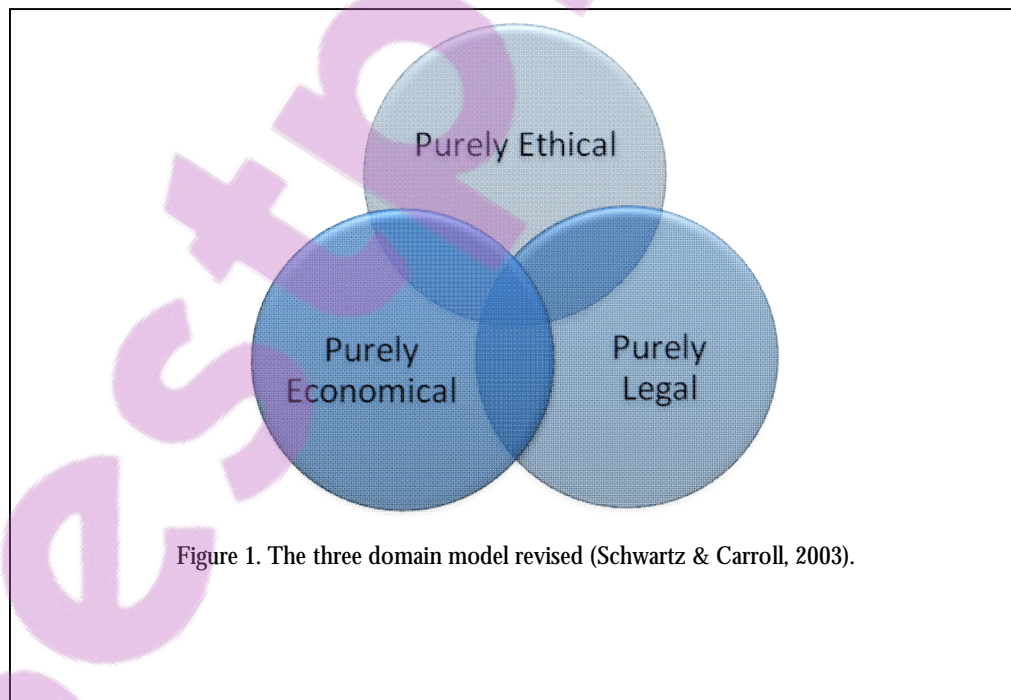 Purely Ethical
Purely
Economical
Purely
Legal
Figure 1. The three domain model revised (Schwartz & Carroll, 2003).